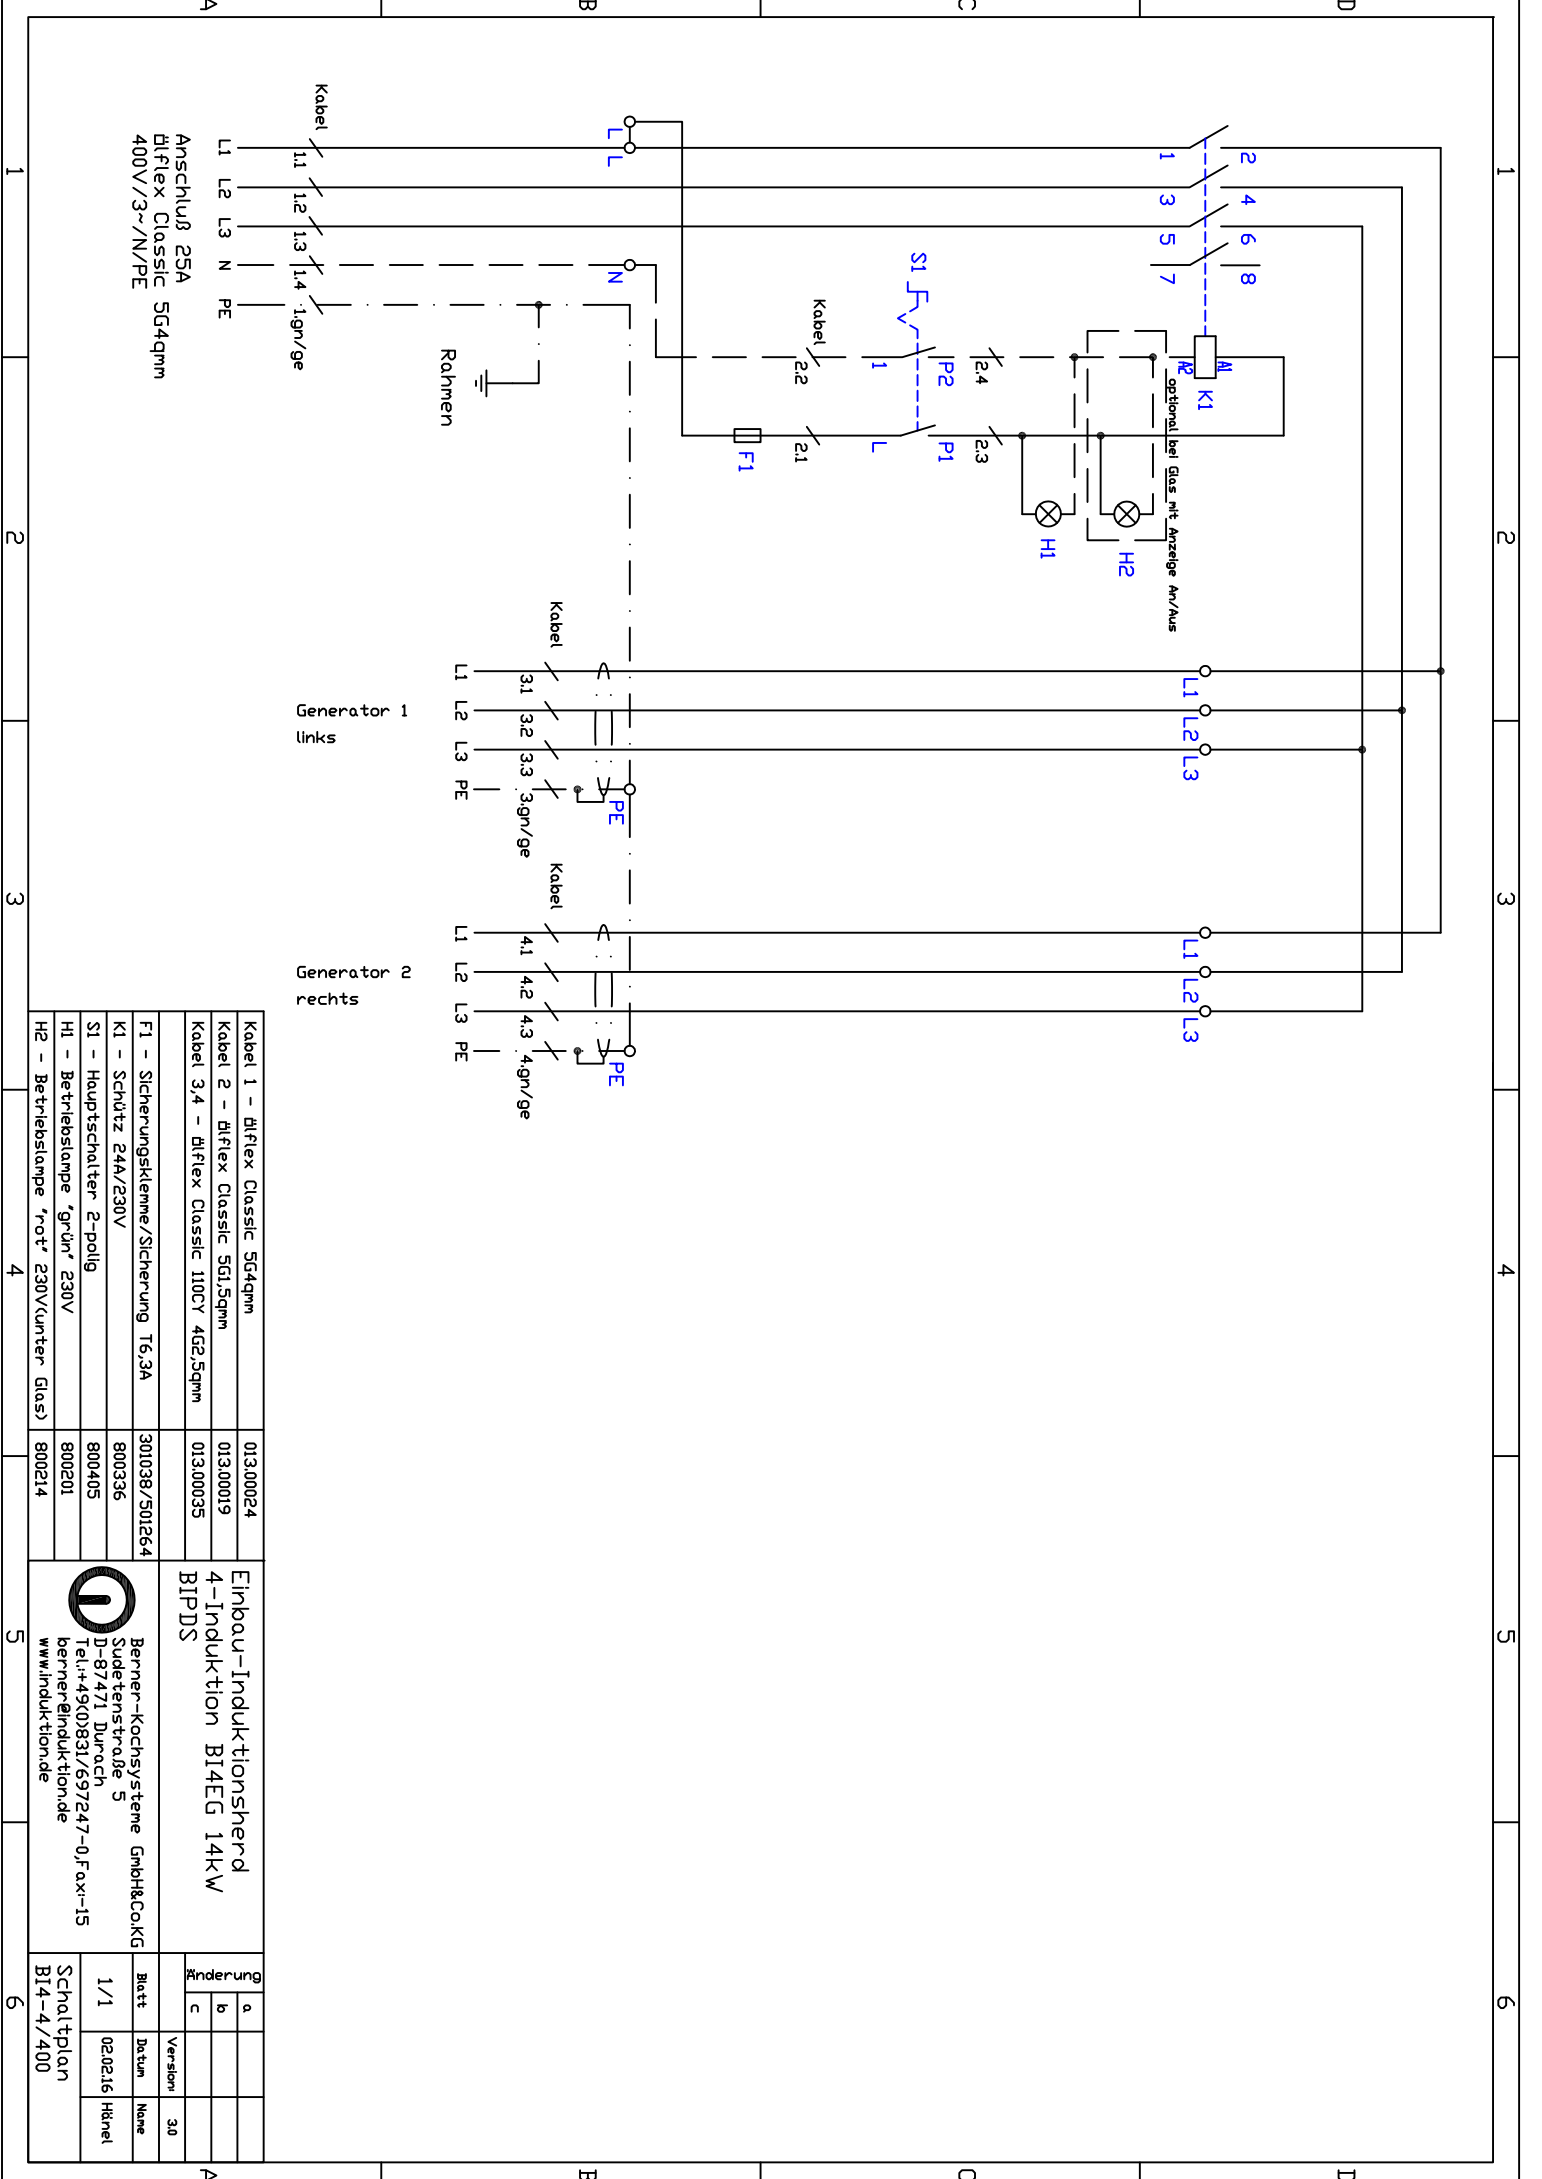 D
C
B
A
1
2
3
4
5
6
1
2
3
4
5
6
D
C
B
A
2
4
6
8
1
3
5
7
A1
A2
K1
optional bei Glas mit Anzeige An/Aus
H2
H1
S1
P2
1
P1
L
Kabel
2.4
2.2
2.3
2.1
F1
L1
L2
L3
L1
L2
L3
L
L
N
PE
PE
Kabel
3.1
3.2
3.3
3.gn/ge
L1
L2
L3
PE
Generator 1
links
Kabel
4.1
4.2
4.3
4.gn/ge
L1
L2
L3
PE
Generator 2
rechts
Rahmen
Kabel
1.1
1.2
1.3
1.4
1.gn/ge
L1
L2
L3
N
PE
Anschluß 25A
Ölflex Classic 5G4qmm
400V/3~/N/PE
Kabel 1 - Ölflex Classic 5G4qmm 013.00024
Kabel 2 - Ölflex Classic 5G1,5qmm 013.00019
Kabel 3,4 - Ölflex Classic 110CY 4G2,5qmm 013.00035
F1 - Sicherungsklemme/Sicherung T6,3A 301038/501264
K1 - Schütz 24A/230V 800336
S1 - Hauptschalter 2-polig 800405
H1 - Betriebslampe "grün" 230V 800201
H2 - Betriebslampe "rot" 230V(unter Glas) 800214
Einbau-Induktionsherd
4-Induktion BI4EG 14kW
BIPDS
Berner-Kochsysteme GmbH&Co.KG
Sudetenstraße 5
D-87471 Durach
Tel.:+49(0)831/697247-0,Fax:-15
berner@induktion.de
www.induktion.de
Änderung
a
b
c
Version: 3.0
Blatt Datum Name
1/1 02.02.16 Hänel
Schaltplan
BI4-4/400